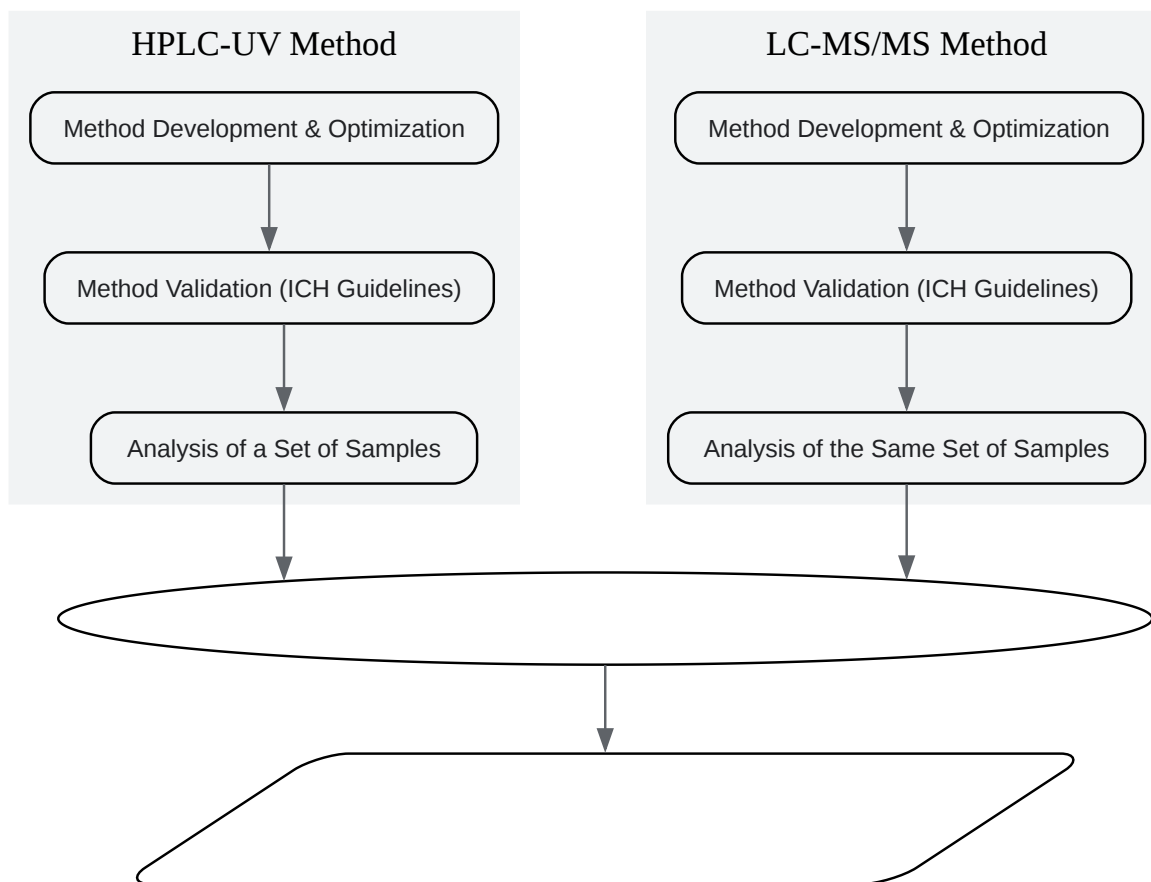 HPLC-UV Method
Method Development & Optimization
Method Validation (ICH Guidelines)
Analysis of a Set of Samples
LC-MS/MS Method
Method Development & Optimization
Method Validation (ICH Guidelines)
Analysis of the Same Set of Samples